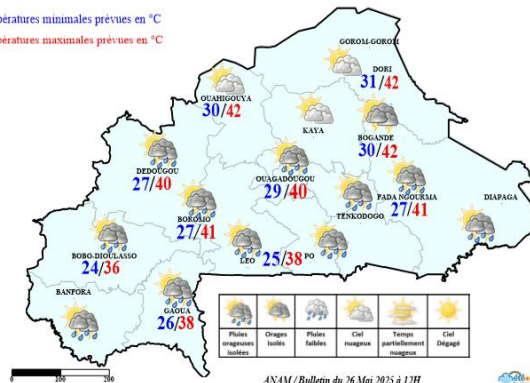 pératures minimales prévues en °C
pératures maximales prévues en °C
GOROM-GOROM
DORI
31/42
OUAHIGOUYA
30/42
KAYA
BOGANDE
30/42
DEDOUGOU
27/40
OUAGADOUGOU
29/40
FADA NGOURMA
27/41
DIAPAGA
TENKODOGO
BOROMO
27/41
BOBO-DIOULASSO
24/36
LEO
25/38
PO
BANFORA
GAOUA
26/38
Pluies orageuses isolées
Orages isolés
Pluies faibles
Ciel nuageux
Temps partiellement nuageux
Ciel Dégagé
0 100 200
ANAM / Bulletin du 26 Mai 2025 à 12H